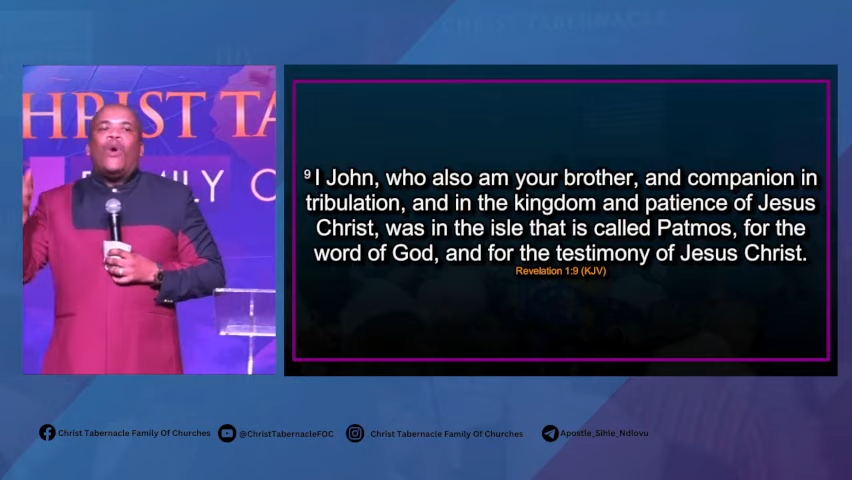 CHRIST TABERNACLE
HRIST TA
FAMILY C
9 I John, who also am your brother, and companion in
tribulation, and in the kingdom and patience of Jesus
Christ, was in the isle that is called Patmos, for the
word of God, and for the testimony of Jesus Christ.
Revelation 1:9 (KJV)
Christ Tabernacle Family Of Churches
@ChristTabernacleFOC
Christ Tabernacle Family Of Churches
Apostle_Sihle_Ndlovu